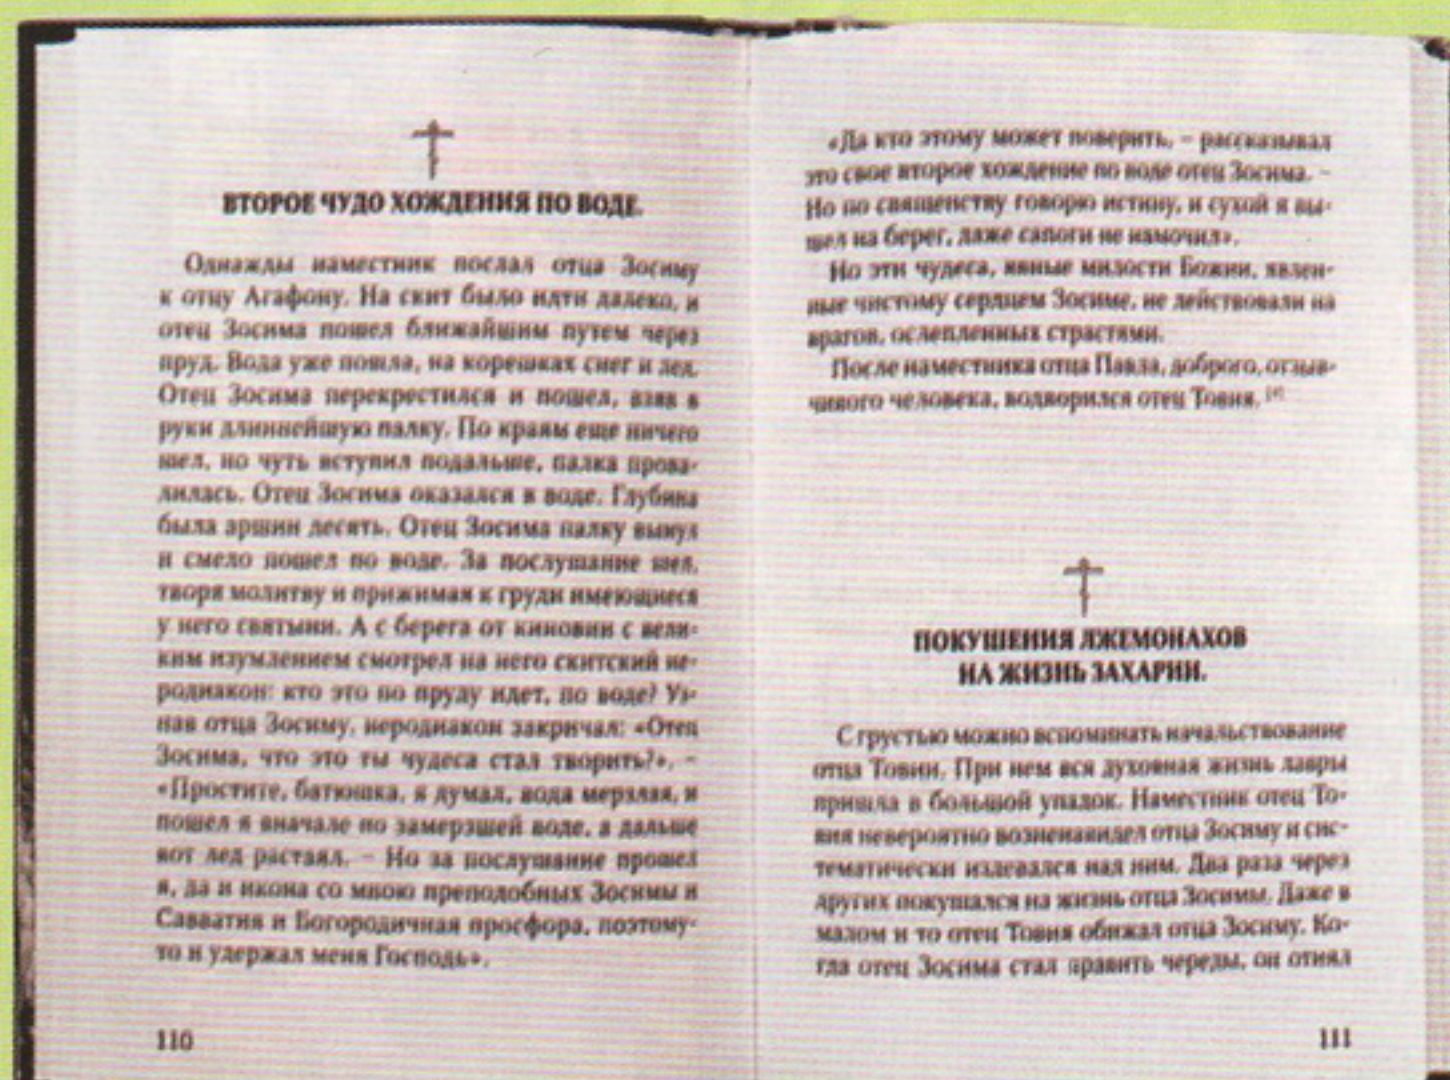 ВТОРОЕ ЧУДО ХОЖДЕНИЯ ПО ВОДЕ.
Однажды наместник послал отца Зосиму
к отцу Агафону. На скит было идти далеко, и
отец Зосима пошел ближайшим путем через
пруд. Вода уже пошла, на корешках снег и лед.
Отец Зосима перекрестился и пошел, взяв в
руки длиннейшую палку. По краям еще ничего
шел, но чуть вступил подальше, палка прова-
лилась. Отец Зосима оказался в воде. Глубина
была аршин десять. Отец Зосима палку вынул
и смело пошел по воде. За послушание шел,
творя молитву и прижимая к груди имеющиеся
у него святыни. А с берега от киновии с вели-
ким изумлением смотрел на него скитский ие-
родиакон: кто это по пруду идет, по воде? Уз-
нав отца Зосиму, иеродиакон закричал: «Отец
Зосима, что это ты чудеса стал творить?», –
«Простите, батюшка, я думал, вода мерзлая, и
пошел я вначале по замерзшей воде, а дальше
вот лед растаял. – Но за послушание прошел
я, да и икона со мною преподобных Зосимы и
Савватия и Богородичная просфора, поэтому-
то и удержал меня Господь».
110
«Да кто этому может поверить, – рассказывал
это свое второе хождение по воде отец Зосима. –
Но по священству говорю истину, и сухой я вы-
шел на берег, даже сапоги не намочил».
Но эти чудеса, явные милости Божии, явлен-
ные чистому сердцем Зосиме, не действовали на
врагов, ослепленных страстями.
После наместника отца Павла, доброго, отзыв-
чивого человека, водворился отец Товия.
ПОКУШЕНИЯ ЛЖЕМОНАХОВ
НА ЖИЗНЬ ЗАХАРИИ.
С грустью можно вспоминать начальствование
отца Товии. При нем вся духовная жизнь лавры
пришла в большой упадок. Наместник отец То-
вия невероятно возненавидел отца Зосиму и сис-
тематически издевался над ним. Два раза через
других покушался на жизнь отца Зосимы. Даже в
малом и то отец Товия обижал отца Зосиму. Ко-
гда отец Зосима стал править череды, он отнял
111